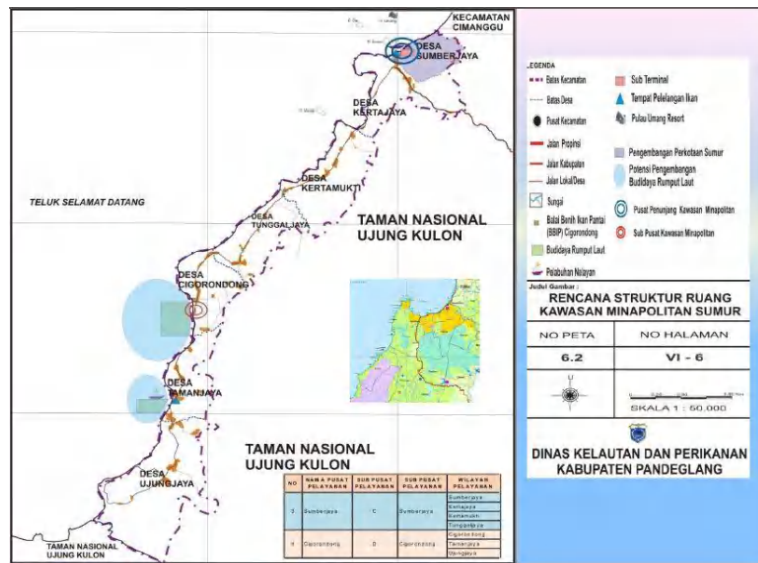 KECAMATAN
CIMANGGU
DESA
SUMBERJAYA
DESA
KERTAJAYA
DESA
KERTAMUKTI
TELUK SELAMAT DATANG
DESA
TUNGGALJAYA
TAMAN NASIONAL
UJUNG KULON
DESA
CIGORONDONG
DESA
TAMANJAYA
TAMAN NASIONAL
UJUNG KULON
DESA
UJUNGJAYA
TAMAN NASIONAL
UJUNG KULON
NO
NAMA PUSAT
PELAYANAN
SUB PUSAT
PELAYANAN
SUB PUSAT
PELAYANAN
WILAYAH
PELAYANAN
Sumberjaya
C
Sumberjaya
Sumberjaya
Kertajaya
Tunggaljaya
Cigorondong
D
Cigorondong
Cigorondong
Tamanjaya
LEGENDA
Batas Kecamatan
Batas Desa
Pusat Kecamatan
Jalan Propinsi
Jalan Kabupaten
Jalan Lokal/Desa
Sungai
Balai Benih Ikan Pantai
(BBIP) Cigorondong
Budidaya Rumput Laut
Pelabuhan Nelayan
Sub Terminal
Tempat Pelelangan Ikan
Pulau Umang Resort
Pengembangan Perkotaan Sumur
Potensi Pengembangan
Budidaya Rumput Laut
Pusat Penunjang Kawasan Minapolitan
Sub Pusat Kawasan Minapolitan
Judul Gambar :
RENCANA STRUKTUR RUANG
KAWASAN MINAPOLITAN SUMUR
NO PETA
NO HALAMAN
6.2
VI - 6
SKALA 1 : 50.000
DINAS KELAUTAN DAN PERIKANAN
KABUPATEN PANDEGLANG